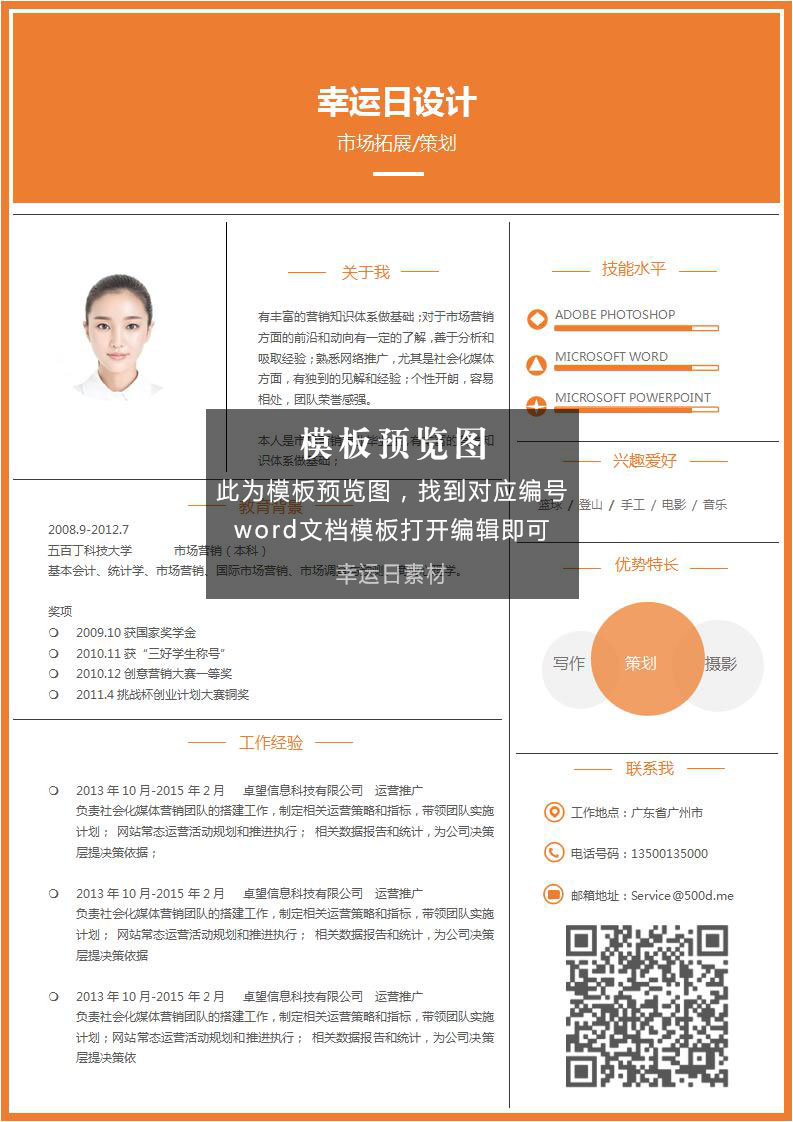 幸运日设计
市场拓展/策划
关于我
有丰富的营销知识体系做基础；对于市场营销
方面的前沿和动向有一定的了解，善于分析和
吸取经验；熟悉网络推广，尤其是社会化媒体
方面，有独到的见解和经验；个性开朗，容易
相处，团队荣誉感强。
本人是市
识体系做基础；
模板预览图
此为模板预览图，找到对应编号
word文档模板打开编辑即可
幸运日素材
教育背景
2008.9-2012.7
五百丁科技大学 市场营销（本科）
基本会计、统计学、市场营销、国际市场营销、市场调
奖项
2009.10 获国家奖学金
2010.11 获“三好学生称号”
2010.12 创意营销大赛一等奖
2011.4 挑战杯创业计划大赛铜奖
工作经验
2013 年 10 月-2015 年 2 月 卓望信息科技有限公司 运营推广
负责社会化媒体营销团队的搭建工作，制定相关运营策略和指标，带领团队实施
计划； 网站常态运营活动规划和推进执行； 相关数据报告和统计，为公司决策
层提决策依据；
2013 年 10 月-2015 年 2 月 卓望信息科技有限公司 运营推广
负责社会化媒体营销团队的搭建工作，制定相关运营策略和指标，带领团队实施
计划； 网站常态运营活动规划和推进执行； 相关数据报告和统计，为公司决策
层提决策依据
2013 年 10 月-2015 年 2 月 卓望信息科技有限公司 运营推广
负责社会化媒体营销团队的搭建工作，制定相关运营策略和指标，带领团队实施
计划；网站常态运营活动规划和推进执行； 相关数据报告和统计，为公司决策
层提决策依
技能水平
ADOBE PHOTOSHOP
MICROSOFT WORD
MICROSOFT POWERPOINT
兴趣爱好
篮球 / 登山 / 手工 / 电影 / 音乐
优势特长
写作 策划 摄影
联系我
工作地点：广东省广州市
电话号码：13500135000
邮箱地址：Service@500d.me